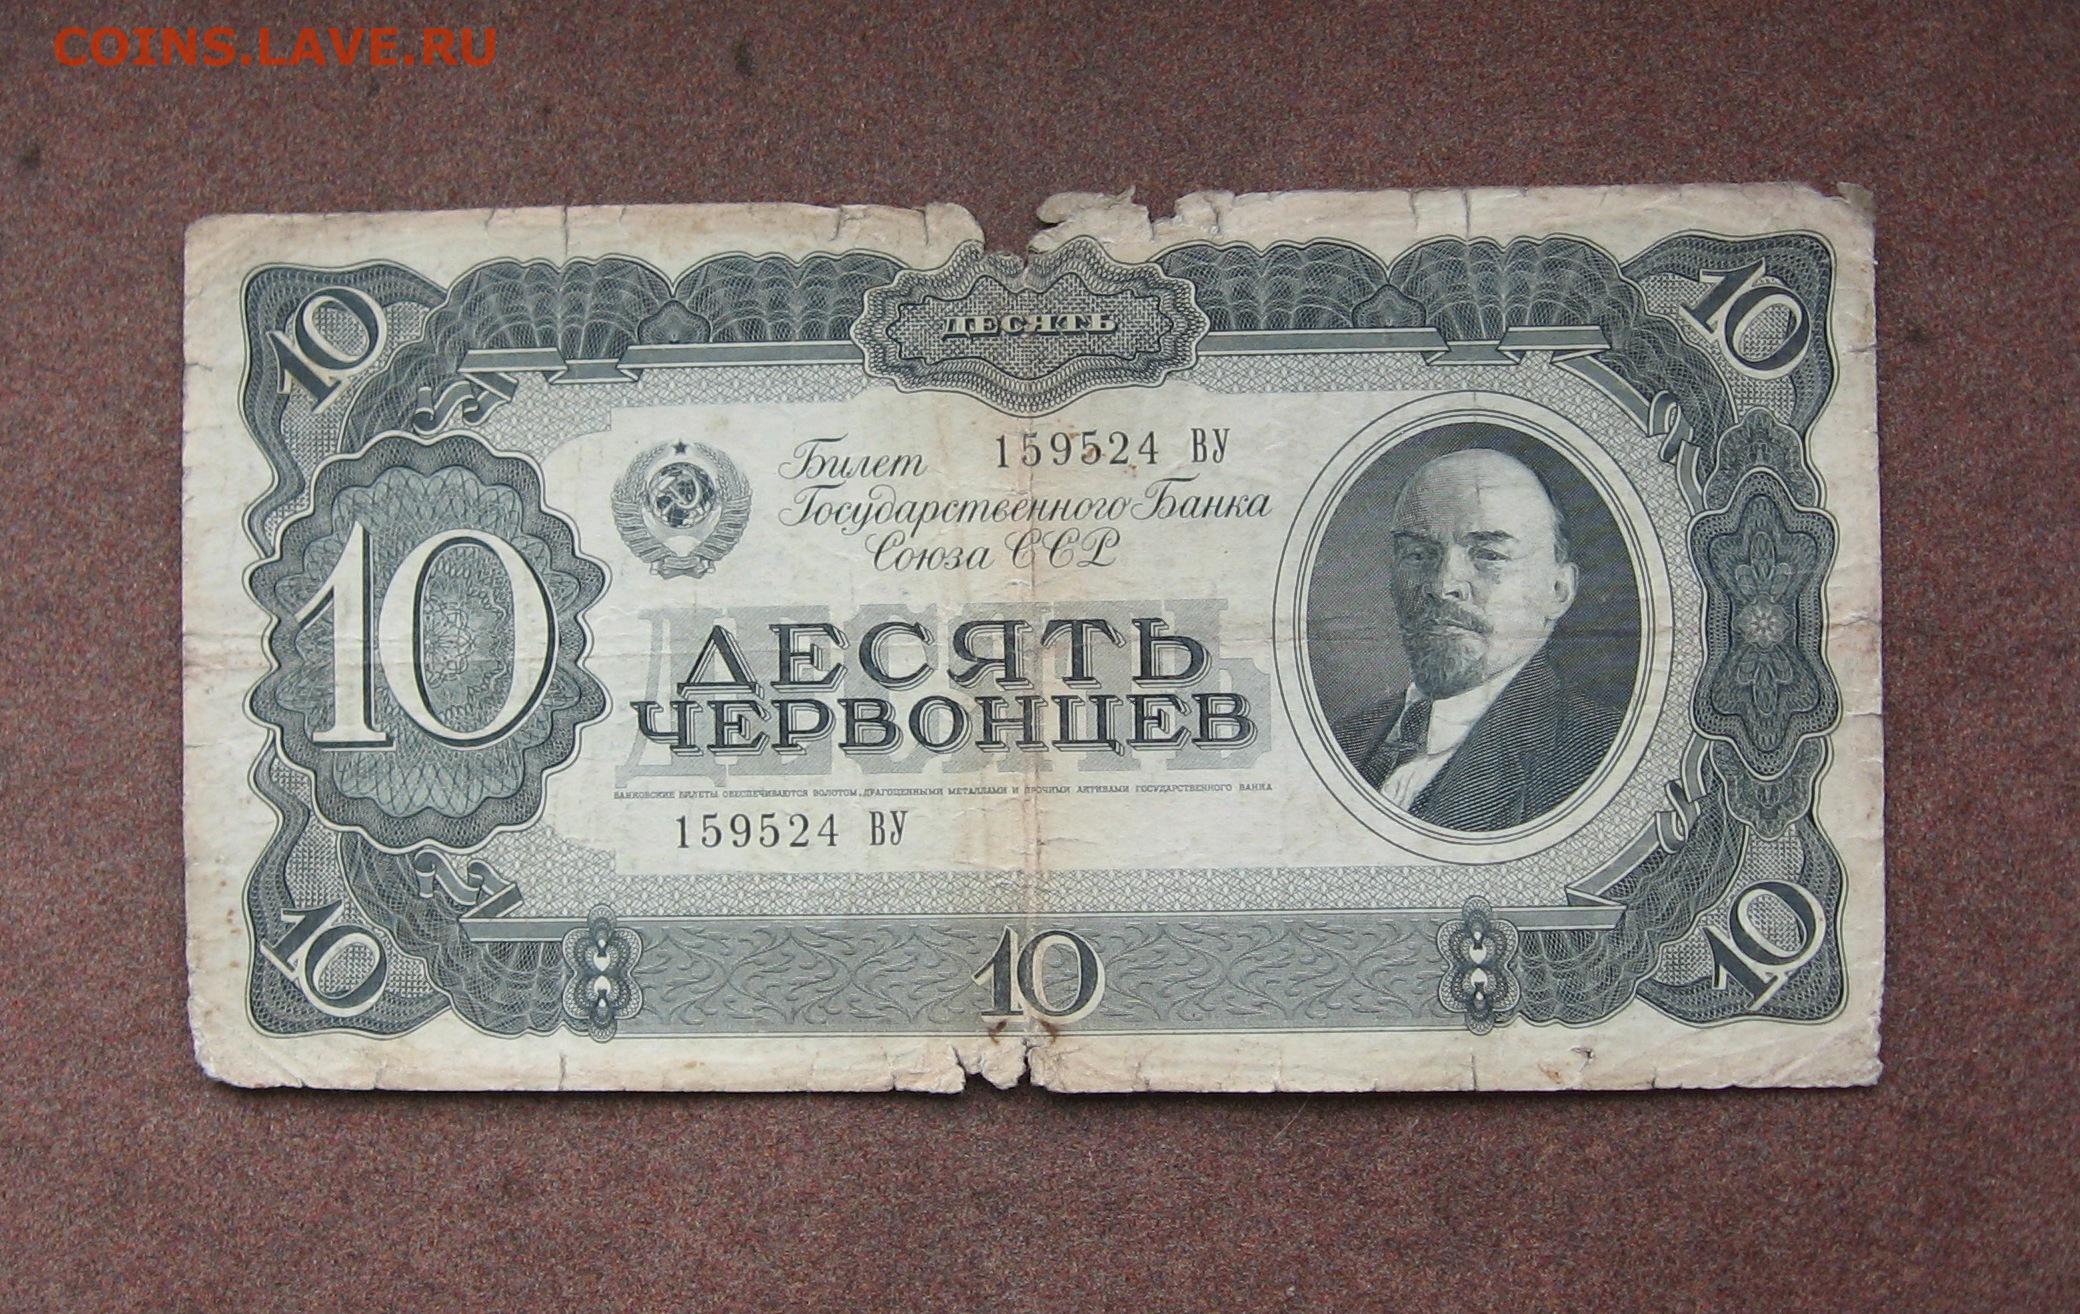 COINS.LAVE.RU
ДЕСЯТЬ
10 10
Билет 159524 ВУ
Государственного Банка
Союза ССР
10
ДЕСЯТЬ
ДЕСЯТЬ
ЧЕРВОНЦЕВ
БАНКОВСКИЕ БИЛЕТЫ ОБЕСПЕЧИВАЮТСЯ ЗОЛОТОМ, ДРАГОЦЕННЫМИ МЕТАЛЛАМИ И ПРОЧИМИ АКТИВАМИ ГОСУДАРСТВЕННОГО БАНКА
159524 ВУ
10 10 10